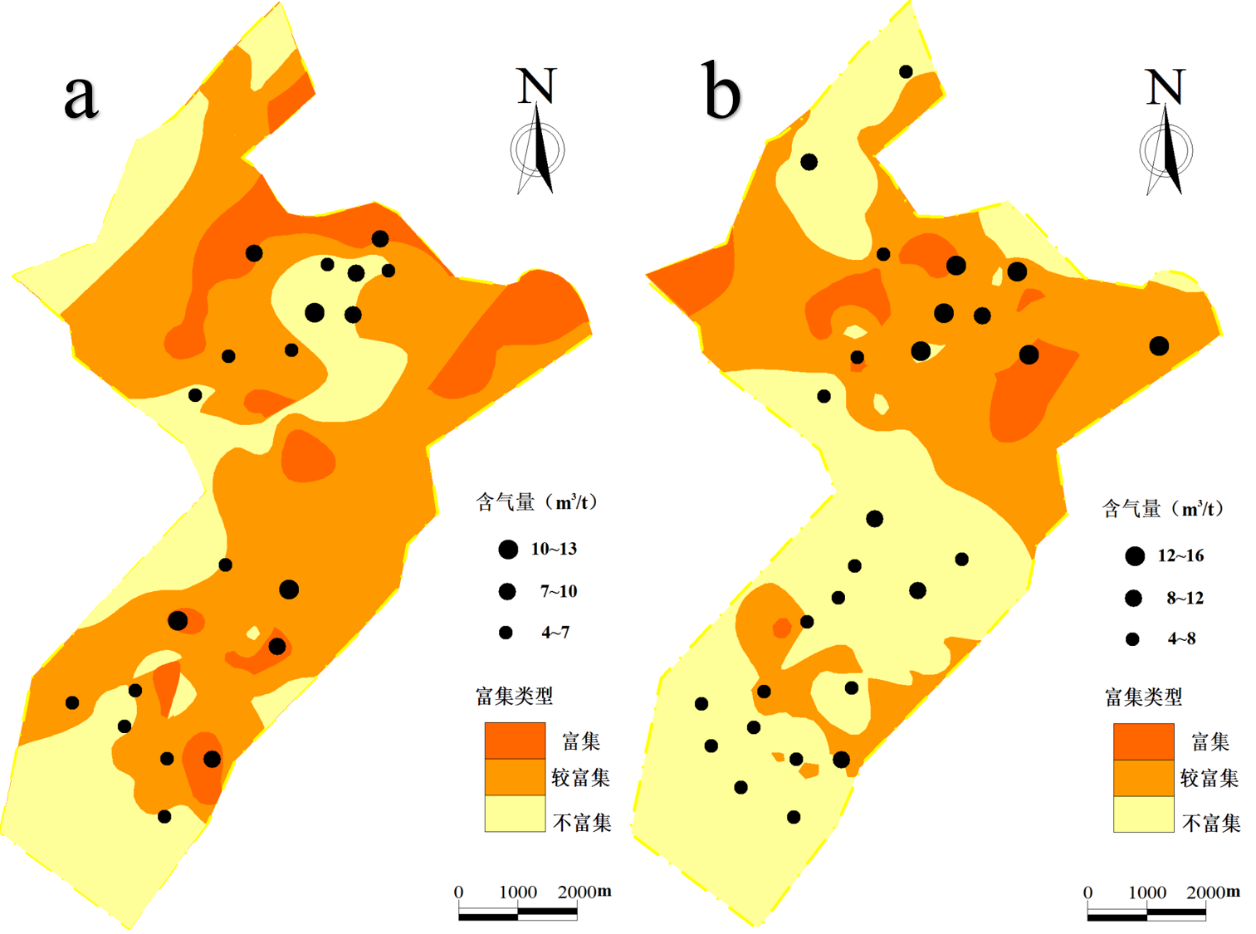 a
N
含气量（m³/t）
10~13
7~10
4~7
富集类型
富集
较富集
不富集
0 1000 2000m
b
N
含气量（m³/t）
12~16
8~12
4~8
富集类型
富集
较富集
不富集
0 1000 2000m